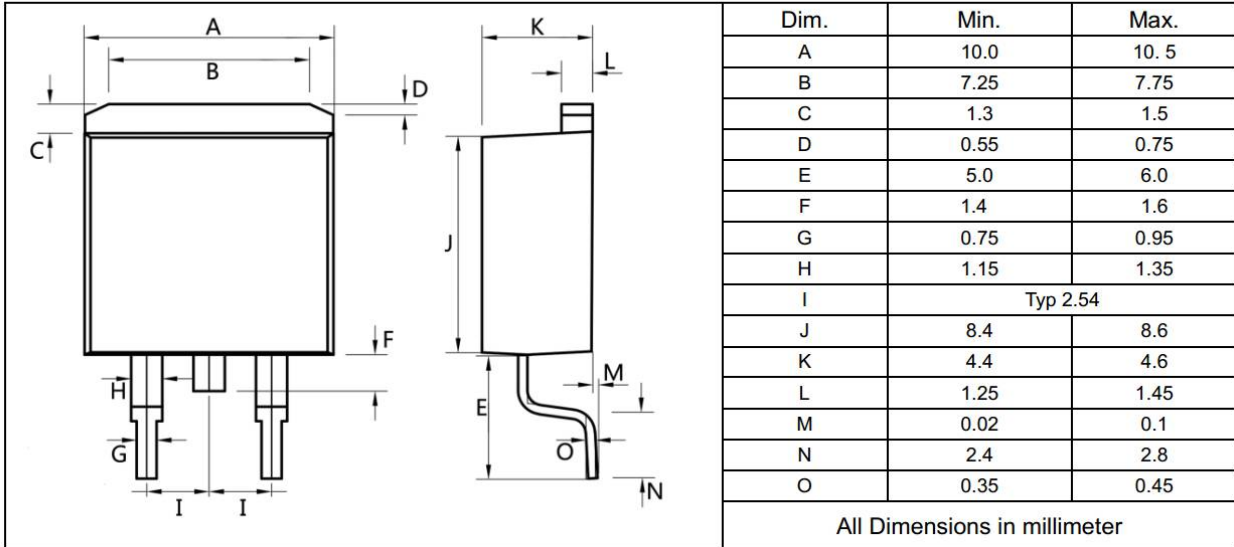 A
B
C
D
J
F
H
G
I I
K
L
M
E
O
N
Dim. Min. Max.
A 10.0 10. 5
B 7.25 7.75
C 1.3 1.5
D 0.55 0.75
E 5.0 6.0
F 1.4 1.6
G 0.75 0.95
H 1.15 1.35
I Typ 2.54
J 8.4 8.6
K 4.4 4.6
L 1.25 1.45
M 0.02 0.1
N 2.4 2.8
O 0.35 0.45
All Dimensions in millimeter